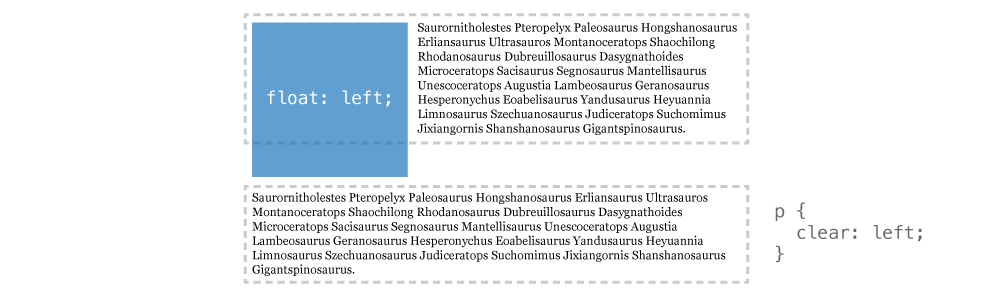 float: left;
Saurornitholestes Pteropelyx Paleosaurus Hongshanosaurus
Erliansaurus Ultrasauros Montanoceratops Shaochilong
Rhodanosaurus Dubreuillosaurus Dasygnathoides
Microceratops Sacisaurus Segnosaurus Mantellisaurus
Unescoceratops Augustia Lambeosaurus Geranosaurus
Hesperonychus Eoabelisaurus Yandusaurus Heyuannia
Limnosaurus Szechuanosaurus Judiceratops Suchomimus
Jixiangornis Shanshanosaurus Gigantspinosaurus.
Saurornitholestes Pteropelyx Paleosaurus Hongshanosaurus Erliansaurus Ultrasauros
Montanoceratops Shaochilong Rhodanosaurus Dubreuillosaurus Dasygnathoides
Microceratops Sacisaurus Segnosaurus Mantellisaurus Unescoceratops Augustia
Lambeosaurus Geranosaurus Hesperonychus Eoabelisaurus Yandusaurus Heyuannia
Limnosaurus Szechuanosaurus Judiceratops Suchomimus Jixiangornis Shanshanosaurus
Gigantspinosaurus.
p {
clear: left;
}